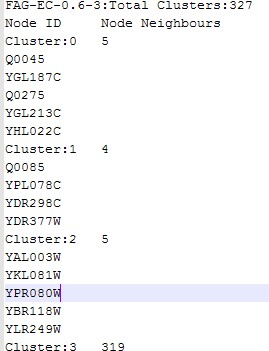 FAG-EC-0.6-3:Total Clusters:327
Node ID Node Neighbours
Cluster:0 5
Q0045
YGL187C
Q0275
YGL213C
YHL022C
Cluster:1 4
Q0085
YPL078C
YDR298C
YDR377W
Cluster:2 5
YAL003W
YKL081W
YPR080W
YBR118W
YLR249W
Cluster:3 319